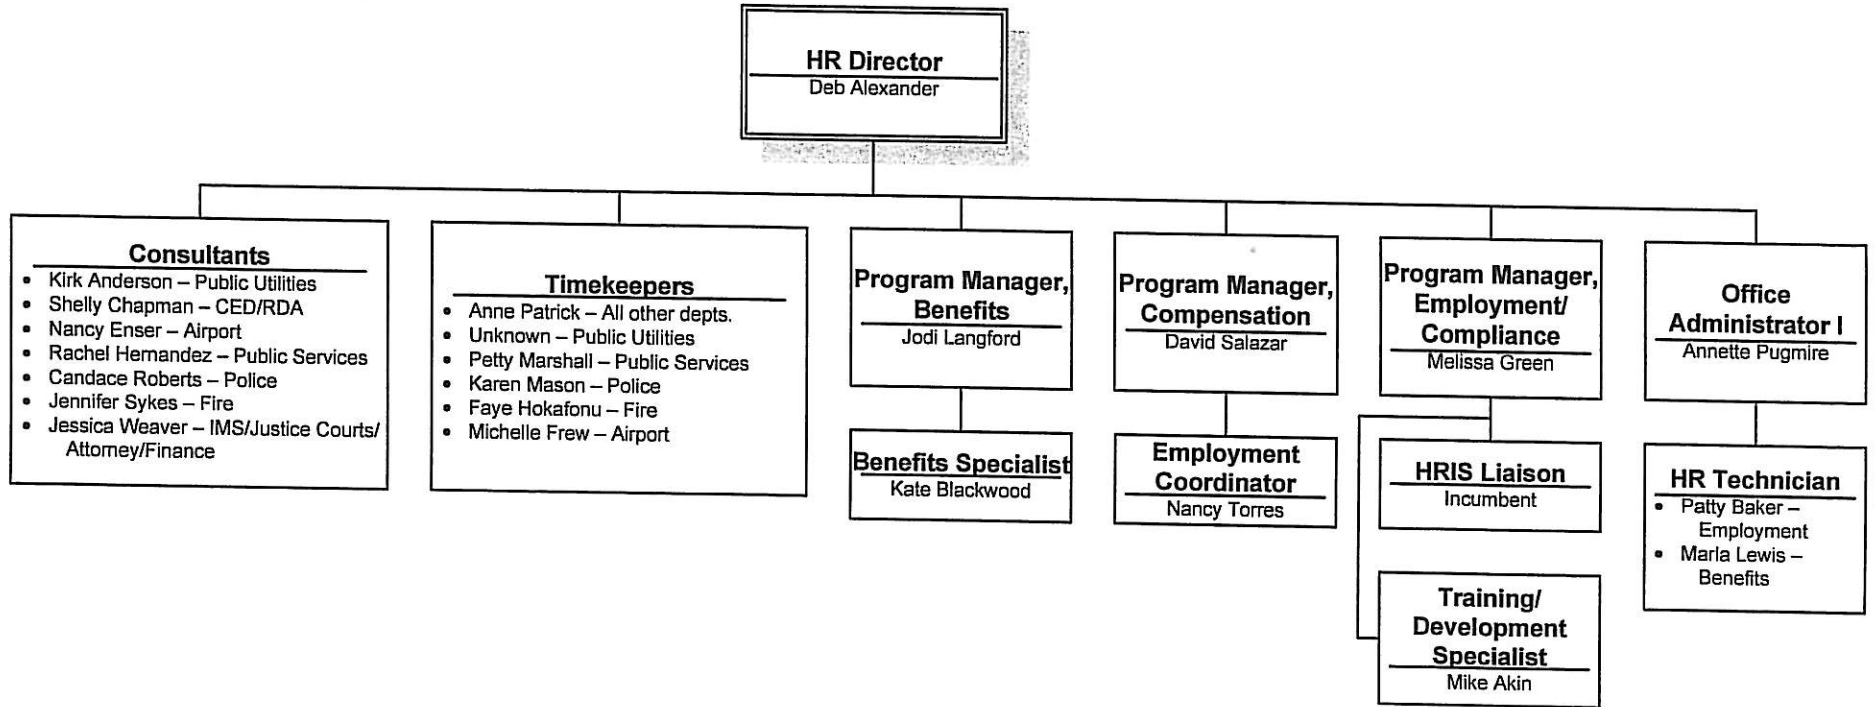 HR Director
Deb Alexander
Consultants
• Kirk Anderson – Public Utilities
• Shelly Chapman – CED/RDA
• Nancy Enser – Airport
• Rachel Hernandez – Public Services
• Candace Roberts – Police
• Jennifer Sykes – Fire
• Jessica Weaver – IMS/Justice Courts/
Attorney/Finance
Timekeepers
• Anne Patrick – All other depts.
• Unknown – Public Utilities
• Petty Marshall – Public Services
• Karen Mason – Police
• Faye Hokafonu – Fire
• Michelle Frew – Airport
Program Manager,
Benefits
Jodi Langford
Benefits Specialist
Kate Blackwood
Program Manager,
Compensation
David Salazar
Employment
Coordinator
Nancy Torres
Program Manager,
Employment/
Compliance
Melissa Green
HRIS Liaison
Incumbent
Training/
Development
Specialist
Mike Akin
Office
Administrator I
Annette Pugmire
HR Technician
• Patty Baker –
Employment
• Marla Lewis –
Benefits